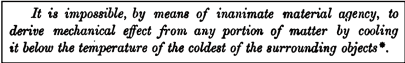 It is impossible, by means of inanimate material agency, to
derive mechanical effect from any portion of matter by cooling
it below the temperature of the coldest of the surrounding objects*.